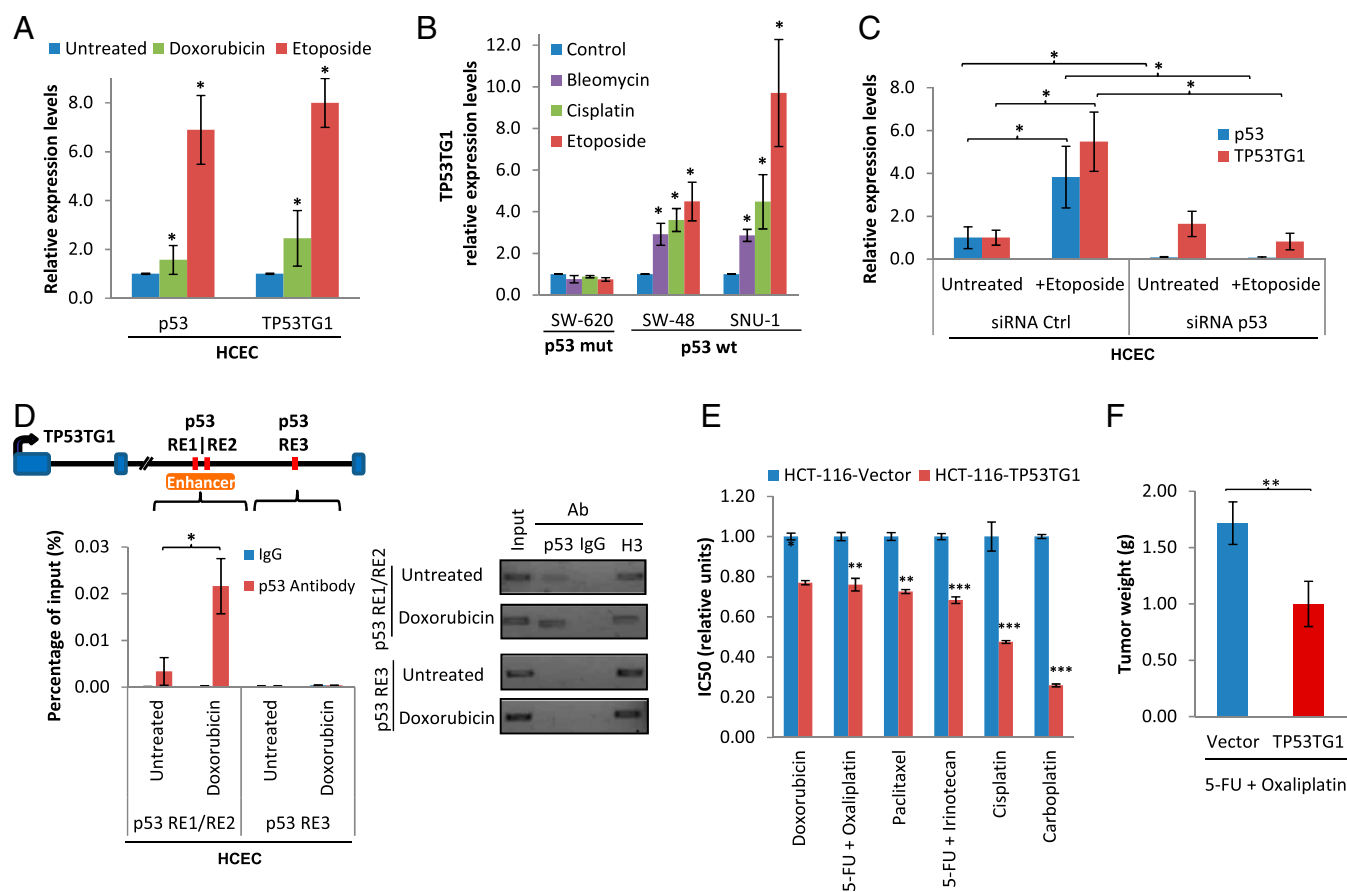 A
Untreated Doxorubicin Etoposide
Relative expression levels
8.0
6.0
4.0
2.0
0.0
* * * *
p53 TP53TG1
HCEC
B
TP53TG1
relative expression levels
12.0
10.0
8.0
6.0
4.0
2.0
0.0
Control
Bleomycin
Cisplatin
Etoposide
* * * * * *
SW-620 SW-48 SNU-1
p53 mut p53 wt
C
Relative expression levels
8.0
6.0
4.0
2.0
0.0
* * * * *
p53
TP53TG1
Untreated +Etoposide Untreated +Etoposide
siRNA Ctrl siRNA p53
HCEC
D
TP53TG1
p53 p53
RE1|RE2 RE3
Enhancer
Percentage of input (%)
0.03
0.02
0.01
0.00
*
IgG
p53 Antibody
Untreated Doxorubicin Untreated Doxorubicin
p53 RE1/RE2 p53 RE3
HCEC
Ab
Input p53 IgG H3
p53 RE1/RE2
Untreated
Doxorubicin
p53 RE3
Untreated
Doxorubicin
E
HCT-116-Vector HCT-116-TP53TG1
IC50 (relative units)
1.20
1.00
0.80
0.60
0.40
0.20
0.00
* ** ** *** *** ***
Doxorubicin
5-FU + Oxaliplatin
Paclitaxel
5-FU + Irinotecan
Cisplatin
Carboplatin
F
Tumor weight (g)
2.00
1.50
1.00
0.50
0.00
**
Vector TP53TG1
5-FU + Oxaliplatin